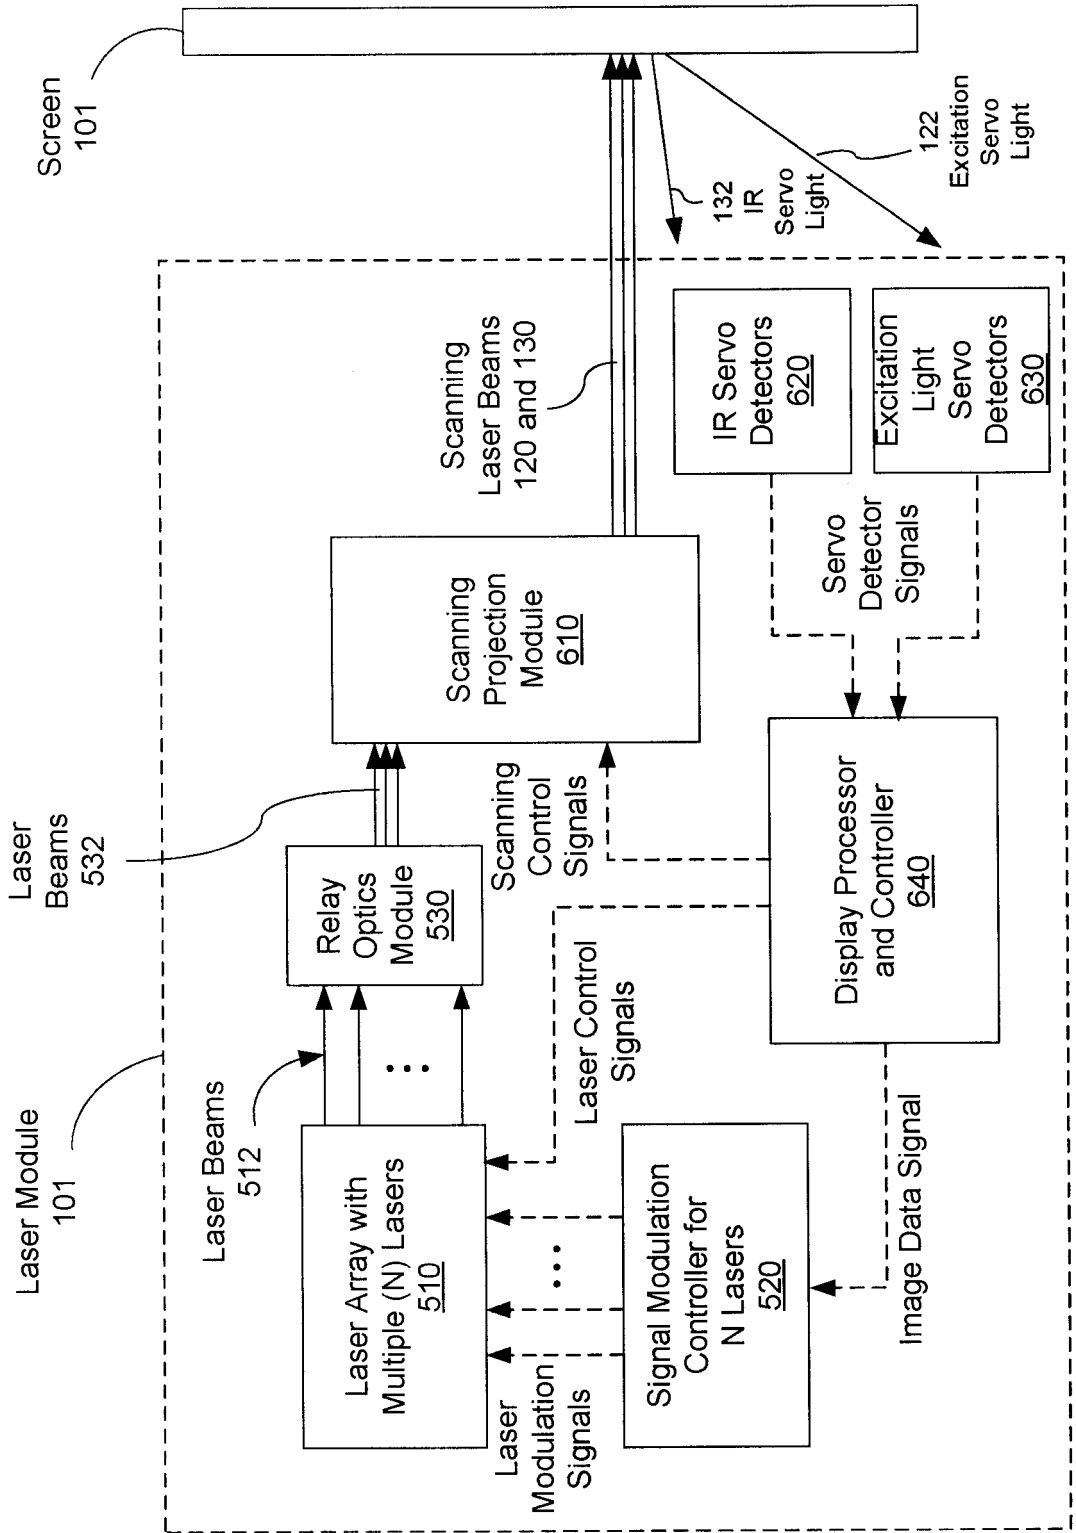 Laser Module
101
Laser
Beams
532
Screen
101
Laser Beams
512
Laser Array with
Multiple (N) Lasers
510
Relay
Optics
Module
530
Scanning
Projection
Module
610
Scanning
Laser Beams
120 and 130
Laser
Modulation
Signals
Laser Control
Signals
Scanning
Control
Signals
Signal Modulation
Controller for
N Lasers
520
Image Data Signal
Display Processor
and Controller
640
Servo
Detector
Signals
IR Servo
Detectors
620
Excitation
Light
Servo
Detectors
630
132
IR
Servo
Light
122
Excitation
Servo
Light